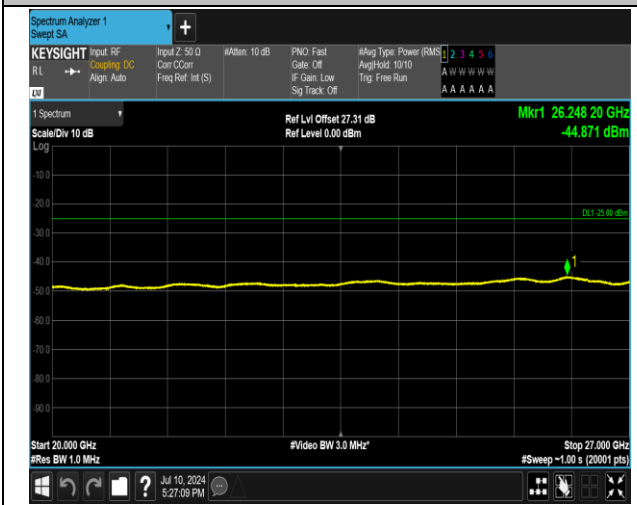 Spectrum Analyzer 1
Swept SA
+
KEYSIGHT
RL
LXI
Input: RF
Coupling: DC
Align: Auto
Input Z: 50 Ω
Corr CCorr
Freq Ref: Int (S)
#Atten: 10 dB
PNO: Fast
Gate: Off
IF Gain: Low
Sig Track: Off
#Avg Type: Power (RMS
Avg|Hold: 10/10
Trig: Free Run
1 2 3 4 5 6
A W W W W W
A A A A A A
1 Spectrum
Scale/Div 10 dB
Log
Ref Lvl Offset 27.31 dB
Ref Level 0.00 dBm
Mkr1 26.248 20 GHz
-44.871 dBm
-10.0
-20.0
DL1 -25.00 dBm
-30.0
-40.0
1
-50.0
-60.0
-70.0
-80.0
-90.0
Start 20.000 GHz
#Res BW 1.0 MHz
#Video BW 3.0 MHz*
Stop 27.000 GHz
#Sweep ~1.00 s (20001 pts)
?
Jul 10, 2024
5:27:09 PM